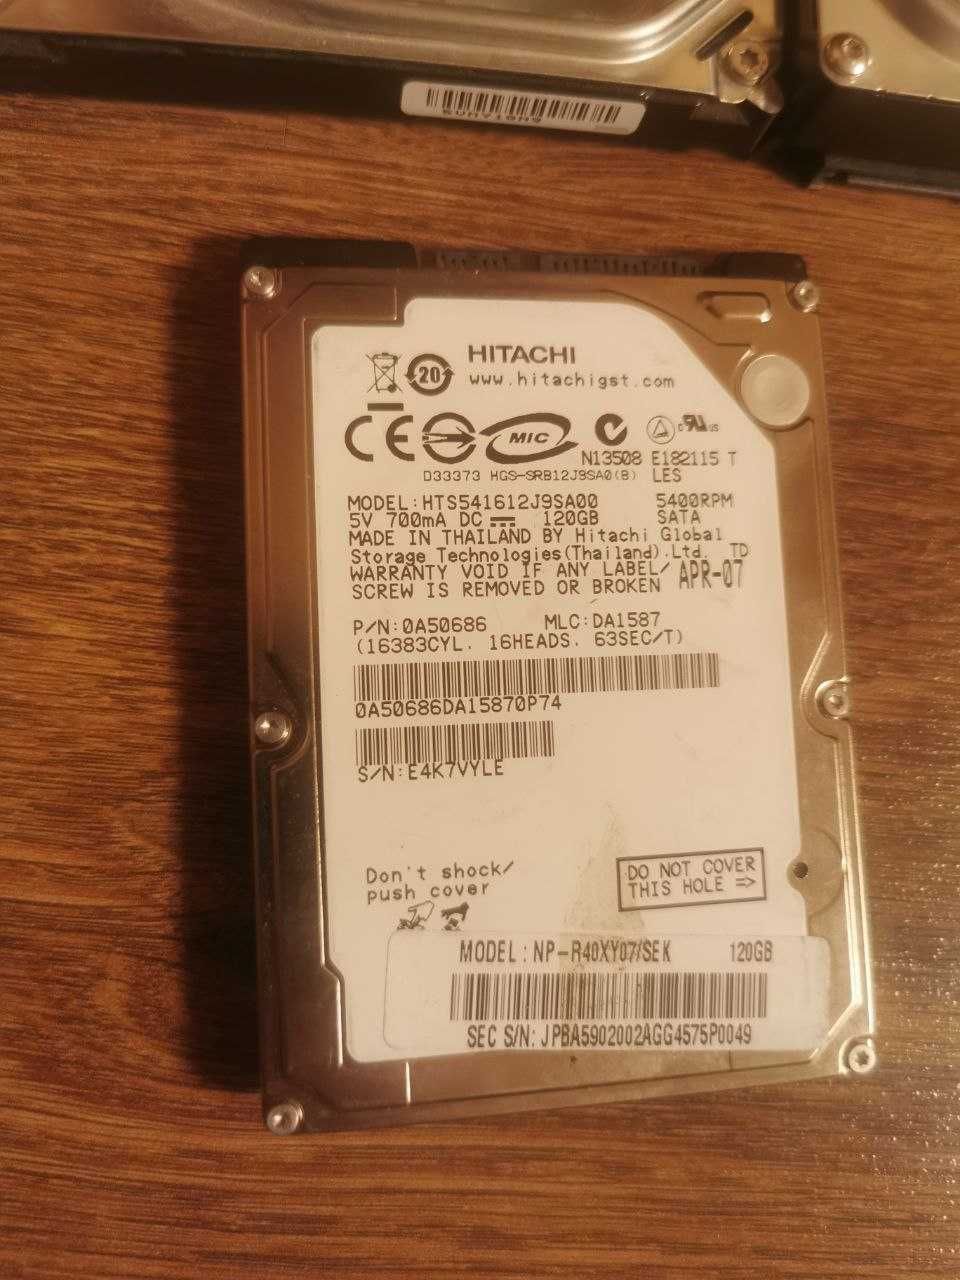 20
HITACHI
www.hitachigst.com
CE MIC
N13508 E182115 T
D33373 HGS-SRB12J9SA0(B) LES
MODEL:HTS541612J9SA00 5400RPM
5V 700mA DC 120GB SATA
MADE IN THAILAND BY Hitachi Global
Storage Technologies(Thailand).Ltd. TD
WARRANTY VOID IF ANY LABEL/ APR-07
SCREW IS REMOVED OR BROKEN
P/N:0A50686 MLC:DA1587
(16383CYL. 16HEADS. 63SEC/T)
0A50686DA15870P74
S/N:E4K7VYLE
Don't shock/
push cover
DO NOT COVER
THIS HOLE =>
MODEL : NP-R40XY07/SEK 120GB
SEC S/N: JPBA5902002AGG4575P0049